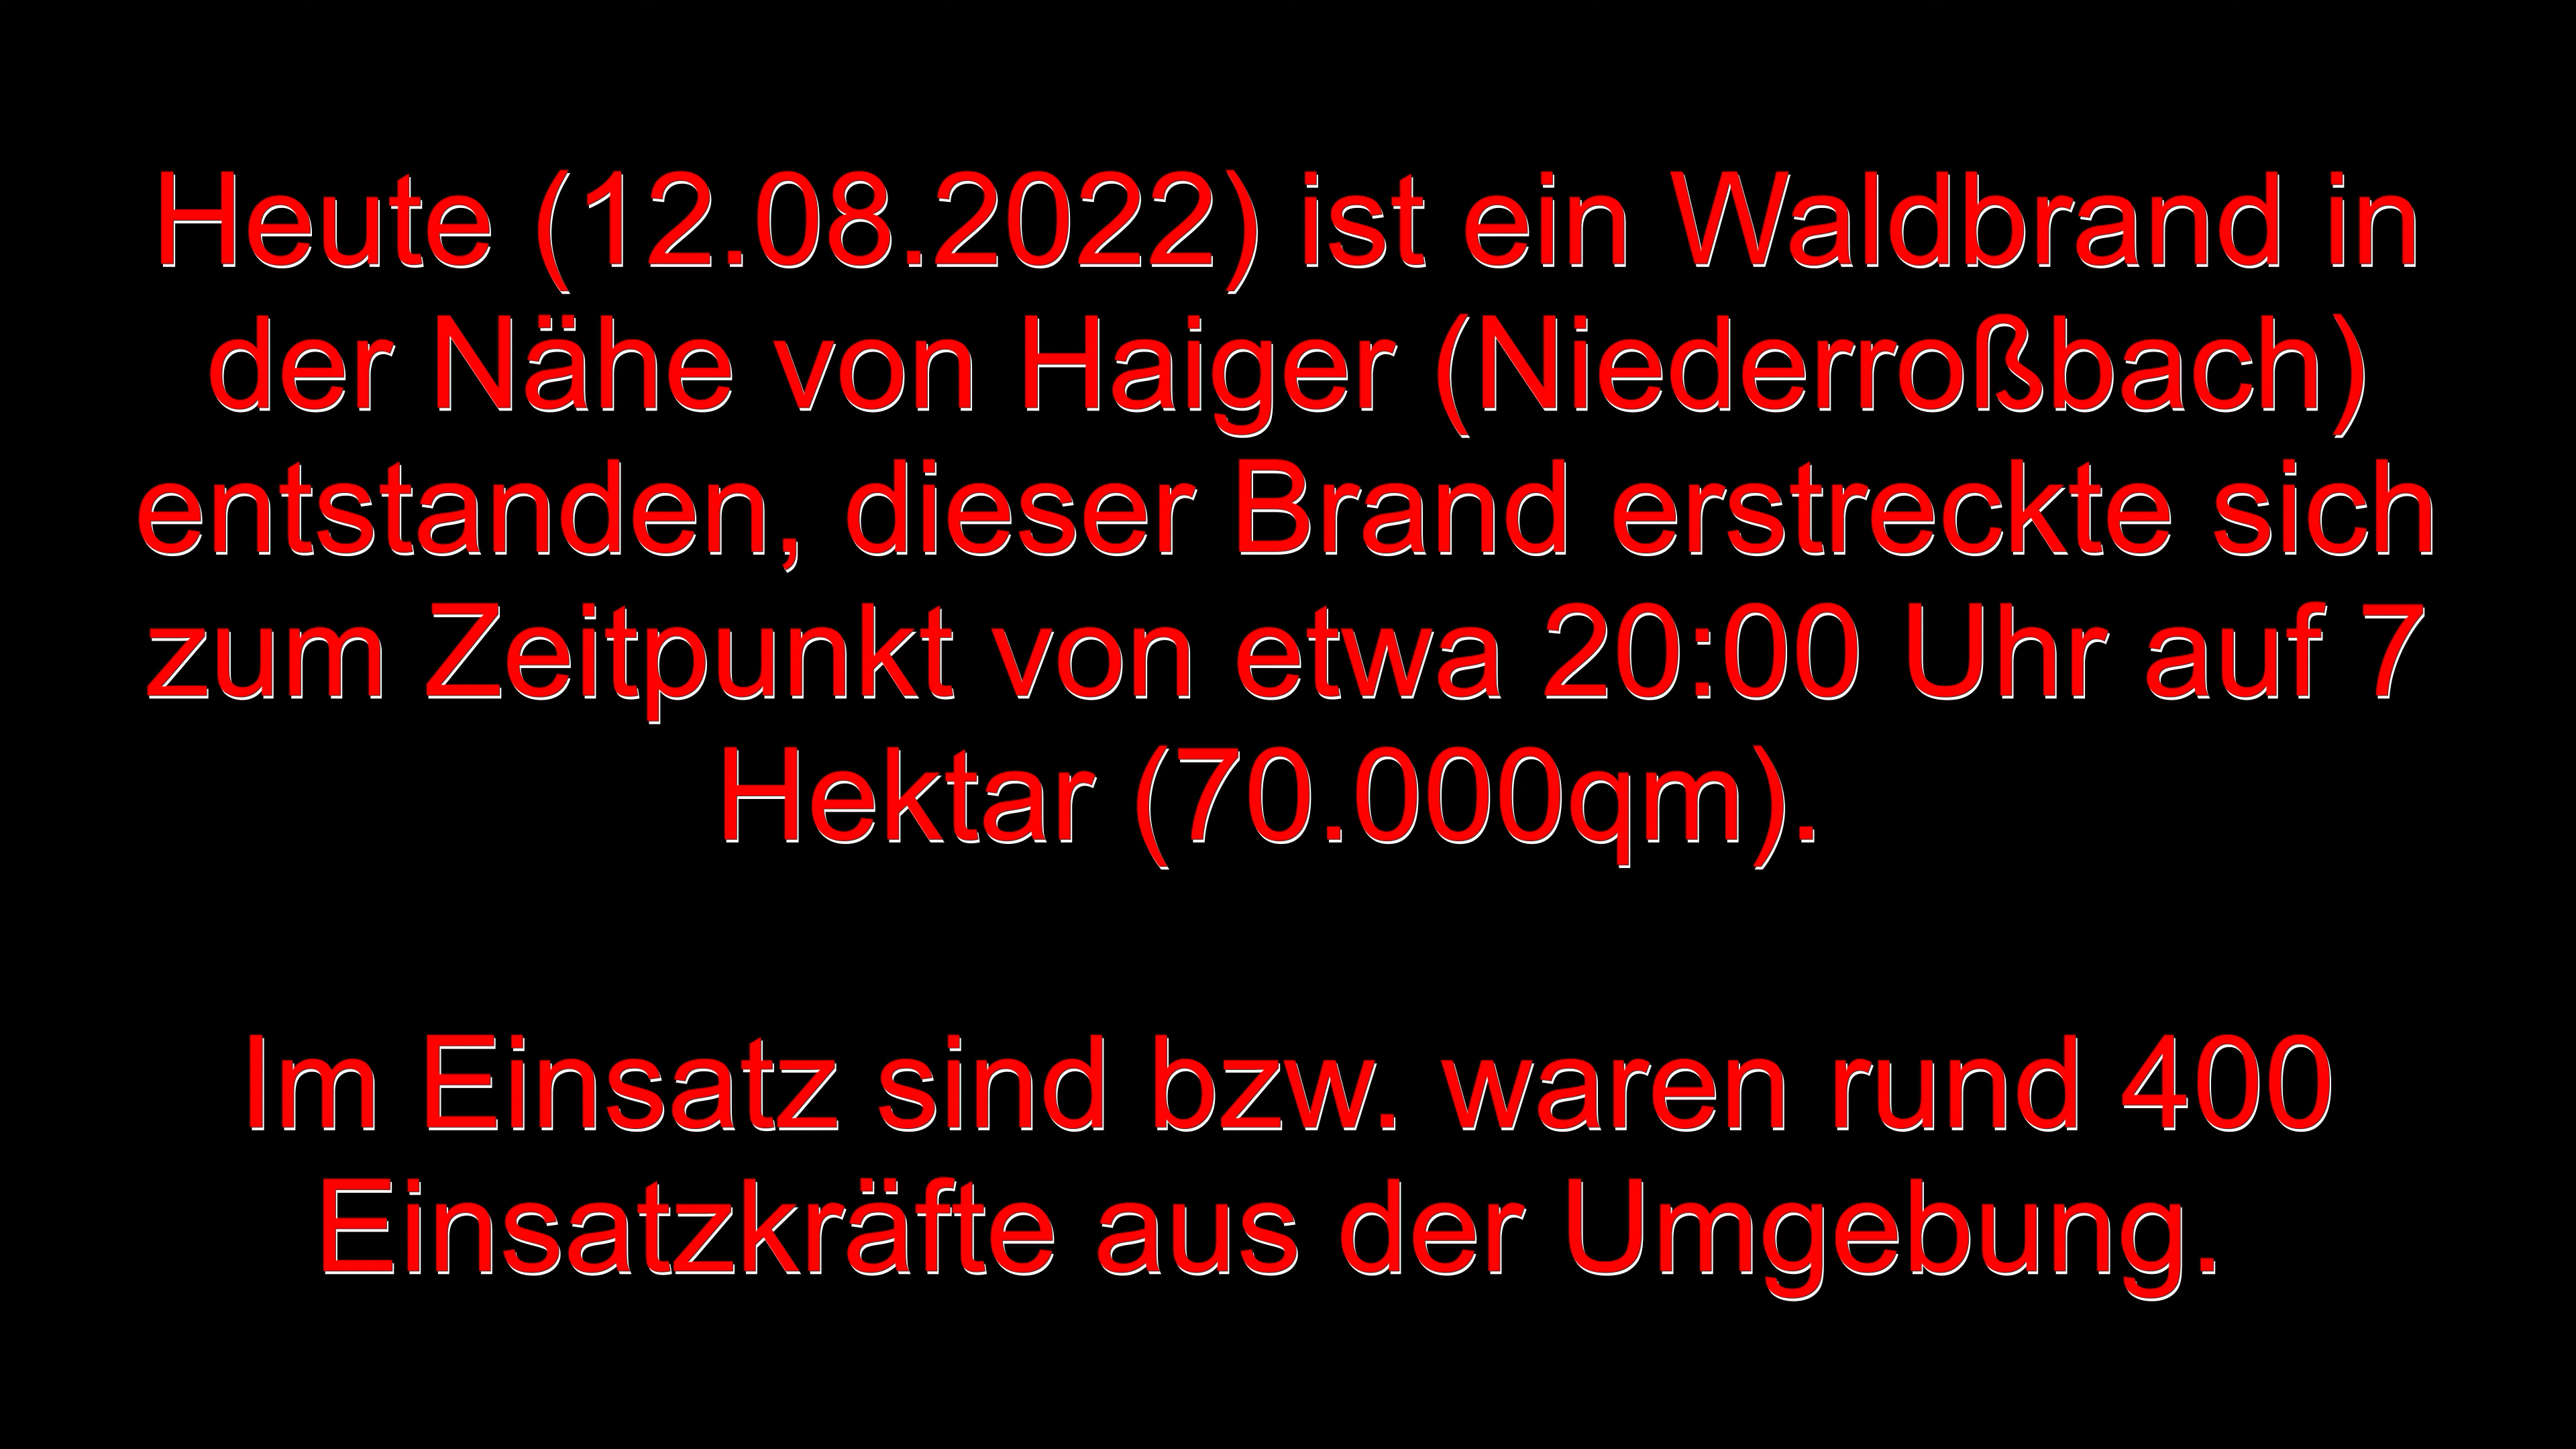 Heute (12.08.2022) ist ein Waldbrand in
der Nähe von Haiger (Niederroßbach)
entstanden, dieser Brand erstreckte sich
zum Zeitpunkt von etwa 20:00 Uhr auf 7
Hektar (70.000qm).
Im Einsatz sind bzw. waren rund 400
Einsatzkräfte aus der Umgebung.